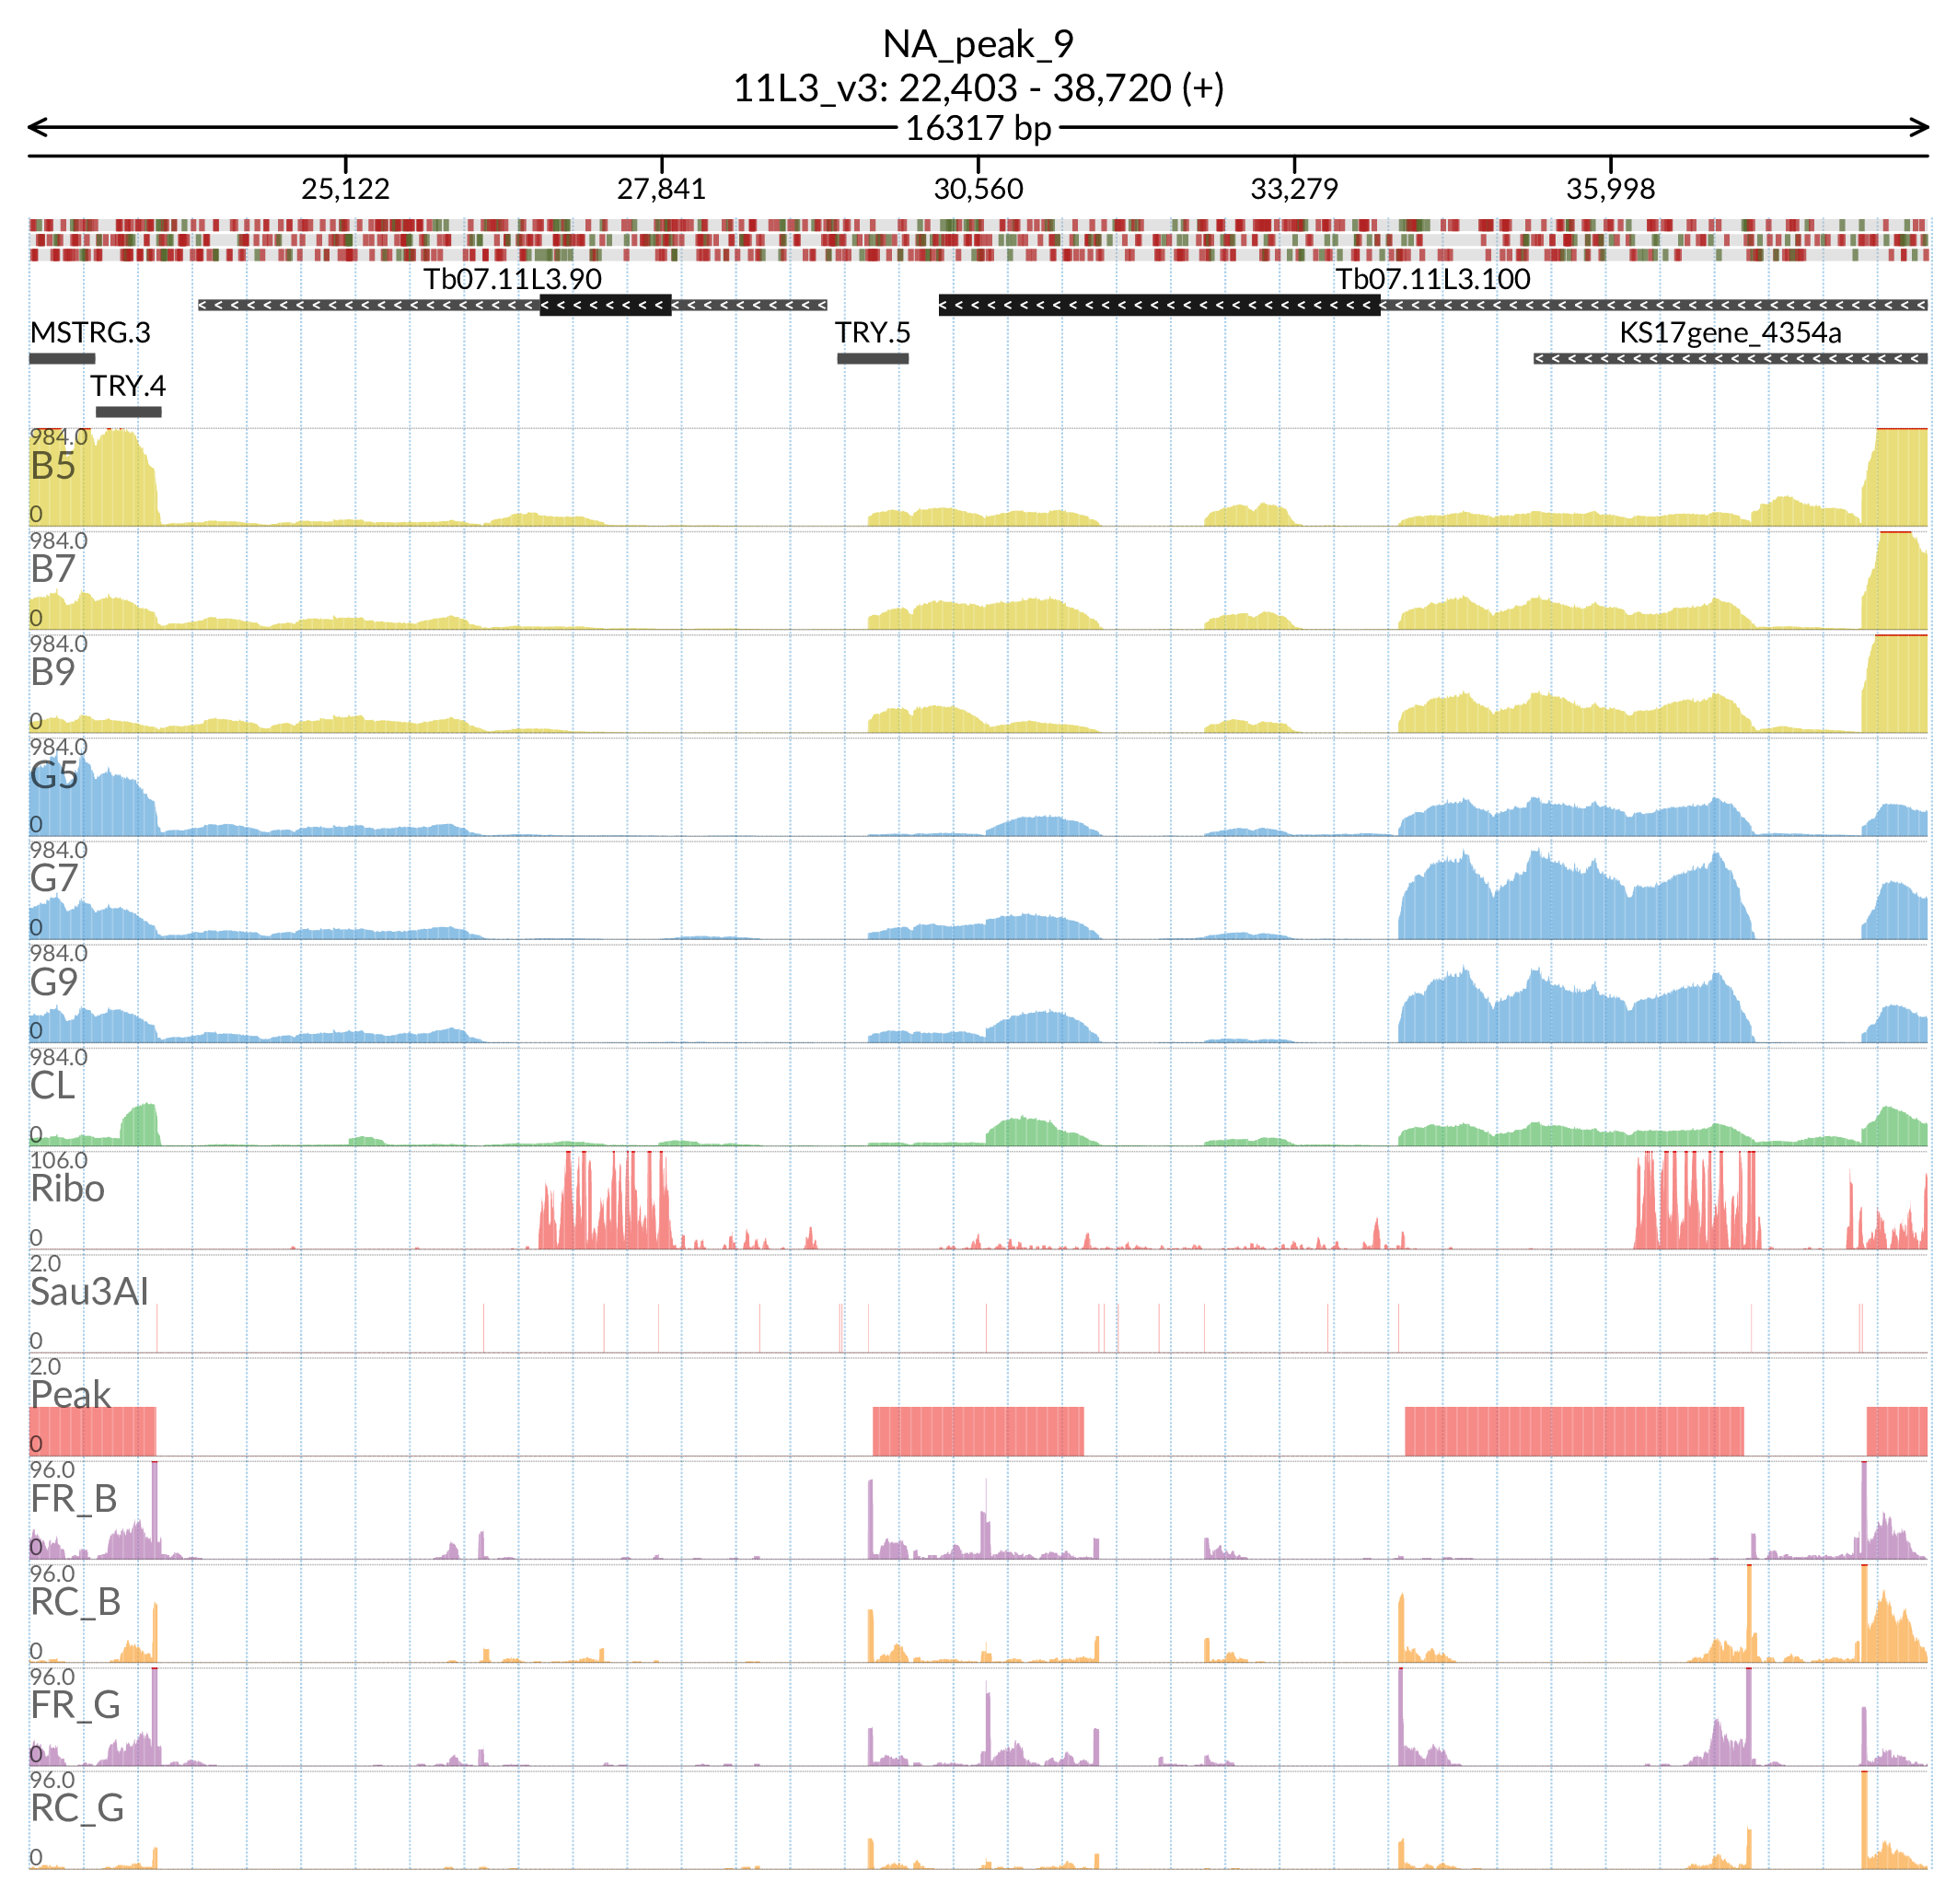 NA_peak_9
11L3_v3: 22,403 - 38,720 (+)
16317 bp
25,122 27,841 30,560 33,279 35,998
Tb07.11L3.90 Tb07.11L3.100
MSTRG.3 TRY.5 KS17gene_4354a
TRY.4
984.0
B5
0
984.0
B7
0
984.0
B9
0
984.0
G5
0
984.0
G7
0
984.0
G9
0
984.0
CL
0
106.0
Ribo
0
2.0
Sau3AI
0
2.0
Peak
0
96.0
FR_B
0
96.0
RC_B
0
96.0
FR_G
0
96.0
RC_G
0